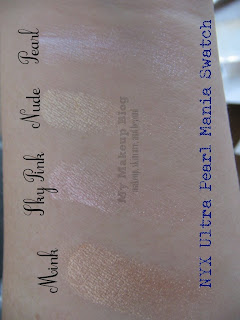 Pearl
Nude
Sky Pink
Mink
My Makeup Blog
NYX Ultra Pearl Mania Swatch